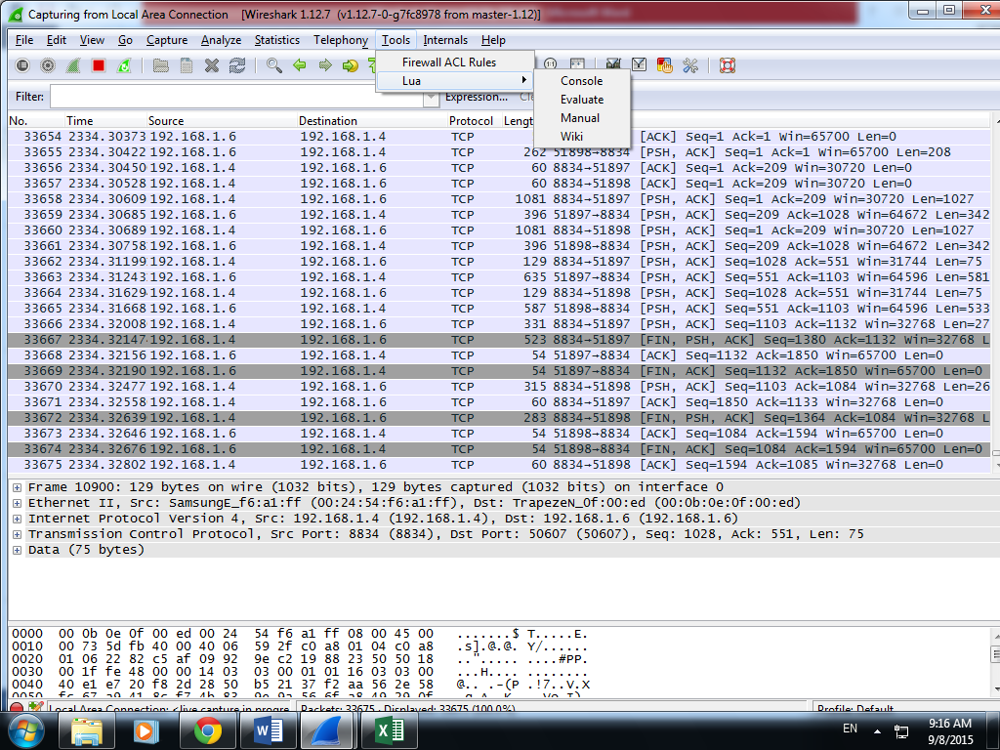 Capturing from Local Area Connection [Wireshark 1.12.7 (v1.12.7-0-g7fc8978 from master-1.12)]
File Edit View Go Capture Analyze Statistics Telephony Tools Internals Help
Firewall ACL Rules
Lua
Console
Evaluate
Manual
Wiki
Filter: Expression...
No. Time Source Destination Protocol
33654 2334.30373 192.168.1.6 192.168.1.4 TCP [ACK] Seq=1 Ack=1 Win=65700 Len=0
33655 2334.30422 192.168.1.6 192.168.1.4 TCP 262 51898→8834 [PSH, ACK] Seq=1 Ack=1 Win=65700 Len=208
33656 2334.30450 192.168.1.4 192.168.1.6 TCP 60 8834→51897 [ACK] Seq=1 Ack=209 Win=30720 Len=0
33657 2334.30528 192.168.1.4 192.168.1.6 TCP 60 8834→51898 [ACK] Seq=1 Ack=209 Win=30720 Len=0
33658 2334.30609 192.168.1.4 192.168.1.6 TCP 1081 8834→51897 [PSH, ACK] Seq=1 Ack=209 Win=30720 Len=1027
33659 2334.30685 192.168.1.6 192.168.1.4 TCP 396 51897→8834 [PSH, ACK] Seq=209 Ack=1028 Win=64672 Len=342
33660 2334.30689 192.168.1.4 192.168.1.6 TCP 1081 8834→51898 [PSH, ACK] Seq=1 Ack=209 Win=30720 Len=1027
33661 2334.30758 192.168.1.6 192.168.1.4 TCP 396 51898→8834 [PSH, ACK] Seq=209 Ack=1028 Win=64672 Len=342
33662 2334.31199 192.168.1.4 192.168.1.6 TCP 129 8834→51897 [PSH, ACK] Seq=1028 Ack=551 Win=31744 Len=75
33663 2334.31243 192.168.1.6 192.168.1.4 TCP 635 51897→8834 [PSH, ACK] Seq=551 Ack=1103 Win=64596 Len=581
33664 2334.31629 192.168.1.4 192.168.1.6 TCP 129 8834→51898 [PSH, ACK] Seq=1028 Ack=551 Win=31744 Len=75
33665 2334.31668 192.168.1.6 192.168.1.4 TCP 587 51898→8834 [PSH, ACK] Seq=551 Ack=1103 Win=64596 Len=533
33666 2334.32008 192.168.1.4 192.168.1.6 TCP 331 8834→51897 [PSH, ACK] Seq=1103 Ack=1132 Win=32768 Len=27
33667 2334.32147 192.168.1.4 192.168.1.6 TCP 523 8834→51897 [FIN, PSH, ACK] Seq=1380 Ack=1132 Win=32768 L
33668 2334.32156 192.168.1.6 192.168.1.4 TCP 54 51897→8834 [ACK] Seq=1132 Ack=1850 Win=65700 Len=0
33669 2334.32190 192.168.1.6 192.168.1.4 TCP 54 51897→8834 [FIN, ACK] Seq=1132 Ack=1850 Win=65700 Len=0
33670 2334.32477 192.168.1.4 192.168.1.6 TCP 315 8834→51898 [PSH, ACK] Seq=1103 Ack=1084 Win=32768 Len=26
33671 2334.32558 192.168.1.4 192.168.1.6 TCP 60 8834→51897 [ACK] Seq=1850 Ack=1133 Win=32768 Len=0
33672 2334.32639 192.168.1.4 192.168.1.6 TCP 283 8834→51898 [FIN, PSH, ACK] Seq=1364 Ack=1084 Win=32768 L
33673 2334.32646 192.168.1.6 192.168.1.4 TCP 54 51898→8834 [ACK] Seq=1084 Ack=1594 Win=65700 Len=0
33674 2334.32676 192.168.1.6 192.168.1.4 TCP 54 51898→8834 [FIN, ACK] Seq=1084 Ack=1594 Win=65700 Len=0
33675 2334.32802 192.168.1.4 192.168.1.6 TCP 60 8834→51898 [ACK] Seq=1594 Ack=1085 Win=32768 Len=0
Frame 10900: 129 bytes on wire (1032 bits), 129 bytes captured (1032 bits) on interface 0
Ethernet II, Src: SamsungE_f6:a1:ff (00:24:54:f6:a1:ff), Dst: TrapezeN_0f:00:ed (00:0b:0e:0f:00:ed)
Internet Protocol Version 4, Src: 192.168.1.4 (192.168.1.4), Dst: 192.168.1.6 (192.168.1.6)
Transmission Control Protocol, Src Port: 8834 (8834), Dst Port: 50607 (50607), Seq: 1028, Ack: 551, Len: 75
Data (75 bytes)
0000 00 0b 0e 0f 00 ed 00 24 54 f6 a1 ff 08 00 45 00 .......$ T.....E.
0010 00 73 5d fb 40 00 40 06 59 2f c0 a8 01 04 c0 a8 .s].@.@. Y/......
0020 01 06 22 82 c5 af 09 92 9e c2 19 88 23 50 50 18 .."..... ....#PP.
0030 00 1f fe 48 00 00 14 03 03 00 01 01 16 03 03 00 ...H.... ........
0040 40 e1 e7 20 f8 2d 28 50 b5 21 37 f2 aa 56 2e 58 @.. .-(P .!7..V.X
Local Area Connection: <live capture in progre Packets: 33675 · Displayed: 33675 (100.0%) Profile: Default
EN 9:16 AM
9/8/2015